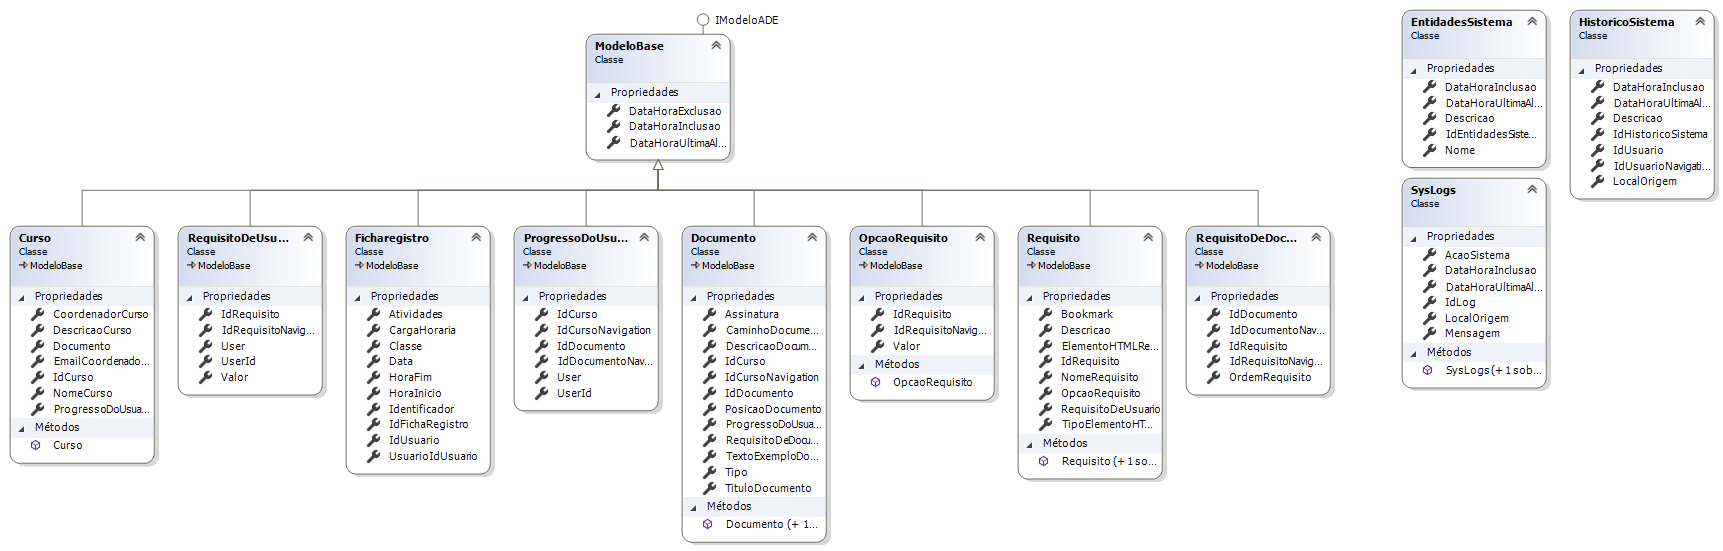 IModeloADE
ModeloBase
Classe
Propriedades
DataHoraExclusao
DataHoraInclusao
DataHoraUltimaAl...
EntidadesSistema
Classe
Propriedades
DataHoraInclusao
DataHoraUltimaAl...
Descricao
IdEntidadesSiste...
Nome
HistoricoSistema
Classe
Propriedades
DataHoraInclusao
DataHoraUltimaAl...
Descricao
IdHistoricoSistema
IdUsuario
IdUsuarioNavigati...
LocalOrigem
SysLogs
Classe
Propriedades
AcaoSistema
DataHoraInclusao
DataHoraUltimaAl...
IdLog
LocalOrigem
Mensagem
Métodos
SysLogs (+ 1 sob...
Curso
Classe
ModeloBase
Propriedades
CoordenadorCurso
DescricaoCurso
Documento
EmailCoordenado...
IdCurso
NomeCurso
ProgressoDoUsua...
Métodos
Curso
RequisitoDeUsu...
Classe
ModeloBase
Propriedades
IdRequisito
IdRequisitoNavig...
User
UserId
Valor
Ficharegistro
Classe
ModeloBase
Propriedades
Atividades
CargaHoraria
Classe
Data
HoraFim
HoraInicio
Identificador
IdFichaRegistro
IdUsuario
UsuarioIdUsuario
ProgressoDoUsu...
Classe
ModeloBase
Propriedades
IdCurso
IdCursoNavigation
IdDocumento
IdDocumentoNav...
User
UserId
Documento
Classe
ModeloBase
Propriedades
Assinatura
CaminhoDocume...
DescricaoDocum...
IdCurso
IdCursoNavigation
IdDocumento
PosicaoDocumento
ProgressoDoUsua...
RequisitoDeDocu...
TextoExemploDo...
Tipo
TituloDocumento
Métodos
Documento (+ 1...
OpcaoRequisito
Classe
ModeloBase
Propriedades
IdRequisito
IdRequisitoNavig...
Valor
Métodos
OpcaoRequisito
Requisito
Classe
ModeloBase
Propriedades
Bookmark
Descricao
ElementoHTMLRe...
IdRequisito
NomeRequisito
OpcaoRequisito
RequisitoDeUsuario
TipoElementoHT...
Métodos
Requisito (+ 1 so...
RequisitoDeDoc...
Classe
ModeloBase
Propriedades
IdDocumento
IdDocumentoNav...
IdRequisito
IdRequisitoNavig...
OrdemRequisito